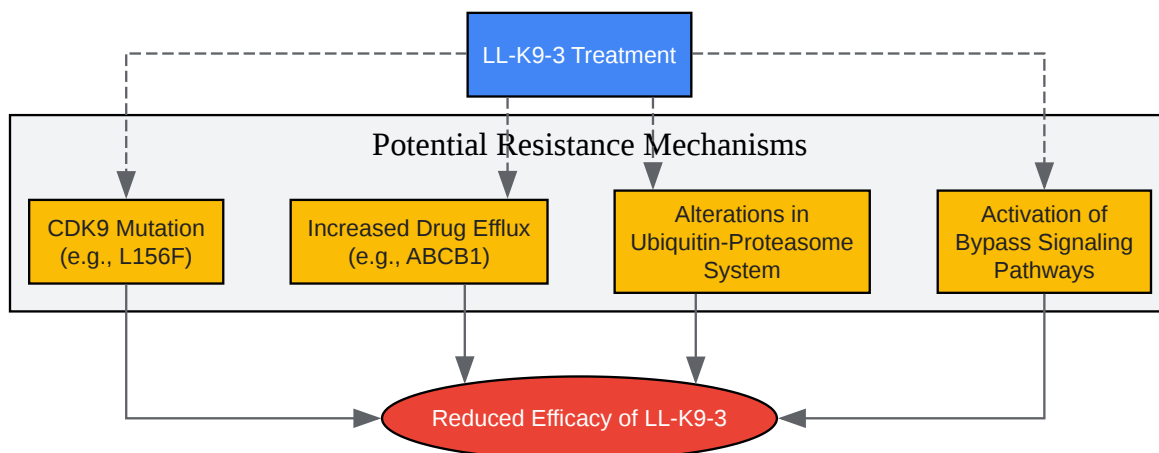 LL-K9-3 Treatment
Potential Resistance Mechanisms
CDK9 Mutation
(e.g., L156F)
Increased Drug Efflux
(e.g., ABCB1)
Alterations in
Ubiquitin-Proteasome
System
Activation of
Bypass Signaling
Pathways
Reduced Efficacy of LL-K9-3